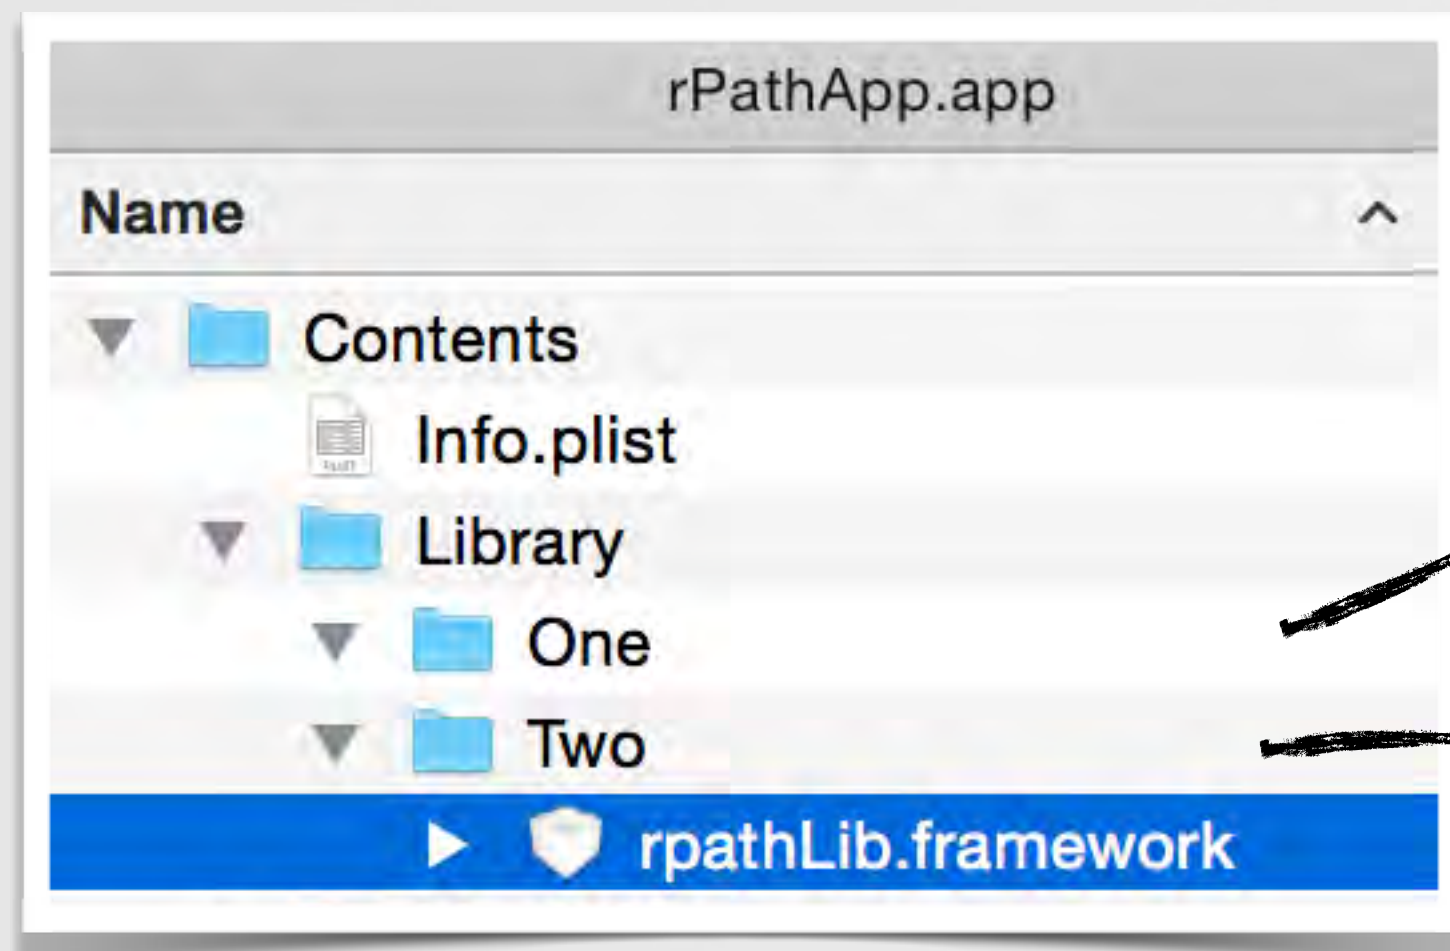 rPathApp.app
Name
Contents
Info.plist
Library
One
Two
rpathLib.framework